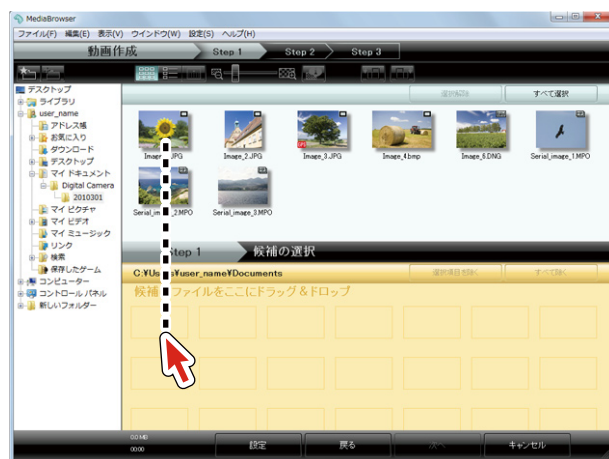 MediaBrowser
ファイル(F) 編集(E) 表示(V) ウインドウ(W) 設定(S) ヘルプ(H)
動画作成 Step 1 Step 2 Step 3
選択解除 すべて選択
デスクトップ
ライブラリ
user_name
アドレス帳
お気に入り
ダウンロード
デスクトップ
マイ ドキュメント
Digital Camera
2010301
マイ ピクチャ
マイ ビデオ
マイ ミュージック
リンク
検索
保存したゲーム
コンピューター
コントロール パネル
新しいフォルダー
Image_2.JPG Image_3.JPG Image_4.bmp Image_6.DNG Serial_image_1.MPO
Serial_image_3.MPO
Step 1 候補の選択
user_name¥Documents 選択項目を除く すべて除く
ファイルをここにドラッグ&ドロップ
0.0 MB
00:00
設定 戻る 次へ キャンセル